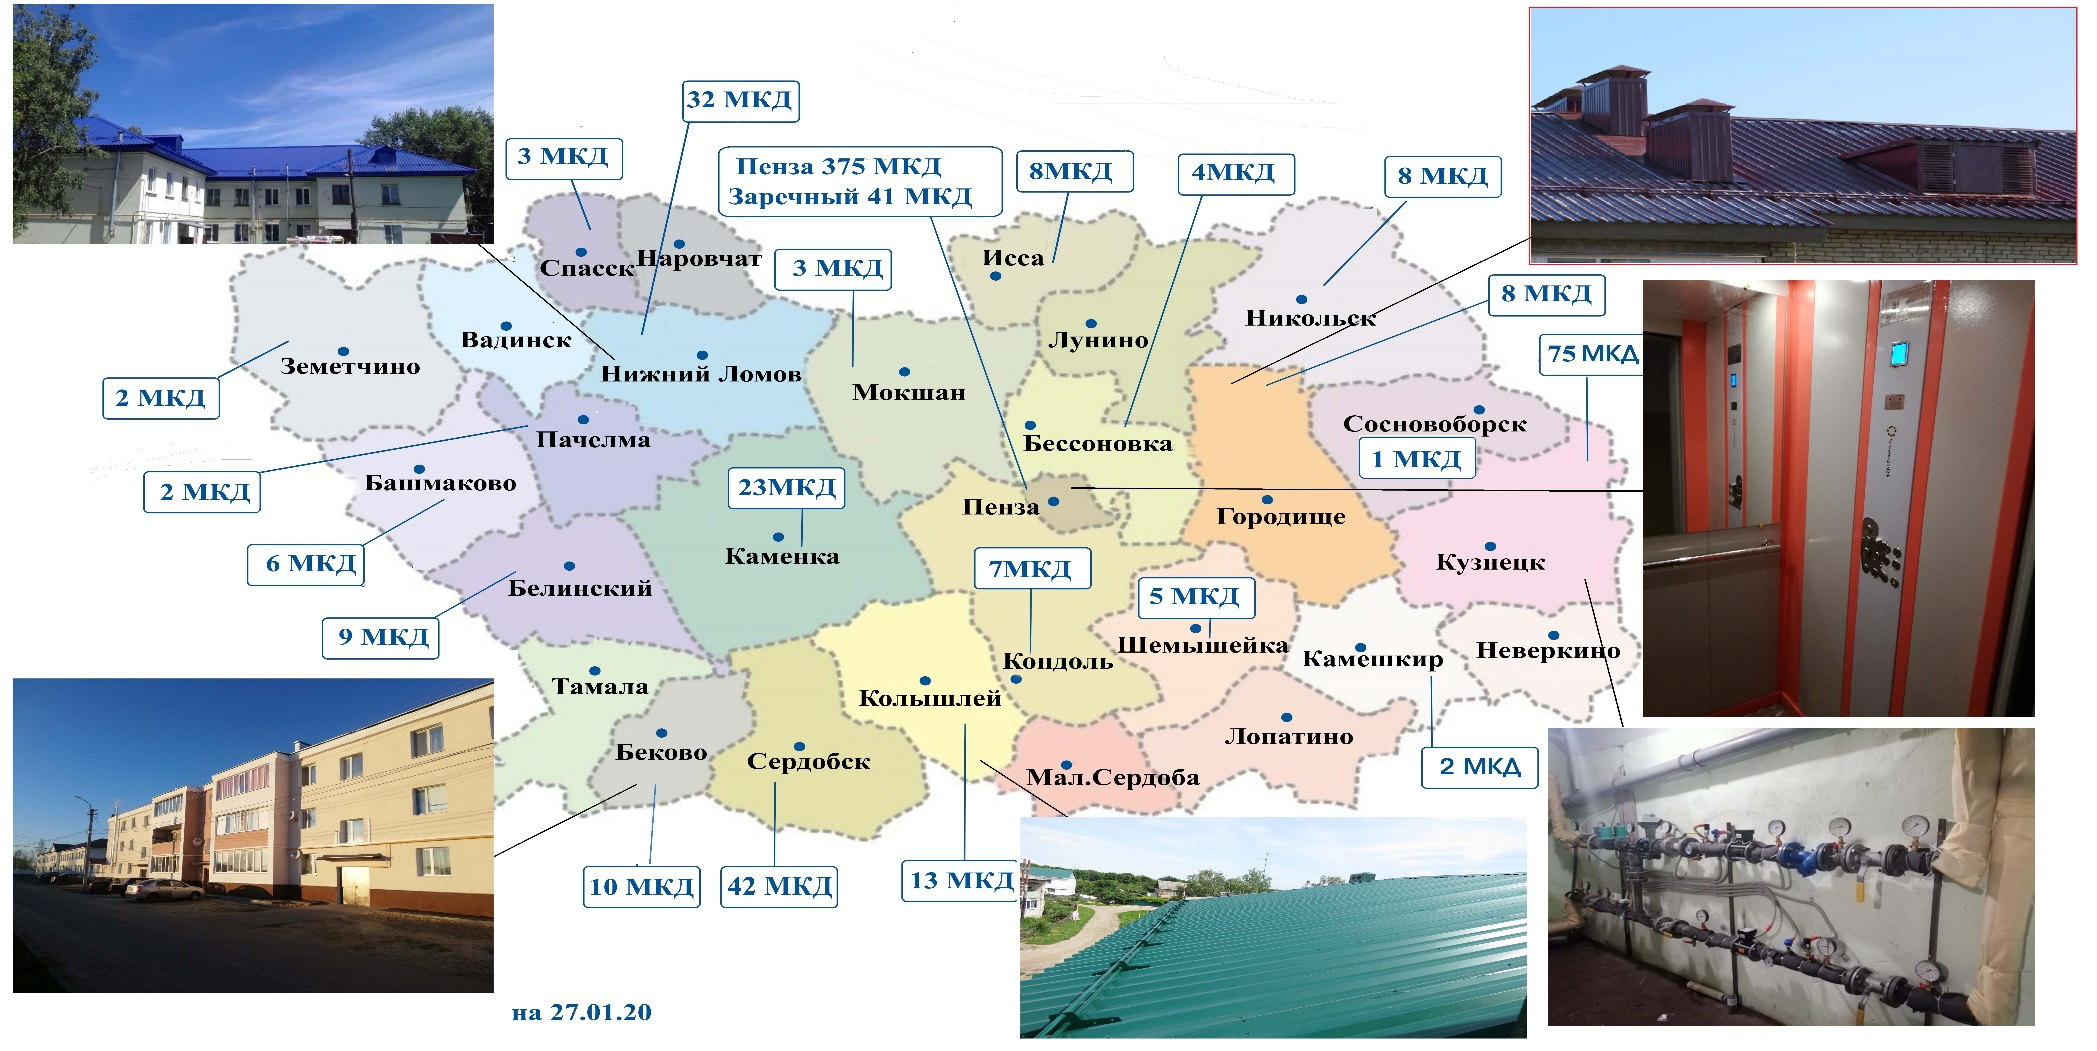 32 МКД
3 МКД
Пенза 375 МКД
Заречный 41 МКД
8МКД
4МКД
8 МКД
Спасск
Наровчат
3 МКД
Исса
8 МКД
Никольск
Вадинск
Лунино
75 МКД
Земетчино
Нижний Ломов
Мокшан
2 МКД
Сосновоборск
Пачелма
Бессоновка
1 МКД
2 МКД
Башмаково
23МКД
Пенза
Городище
6 МКД
Каменка
Кузнецк
7МКД
Белинский
5 МКД
9 МКД
Шемышейка
Кондоль
Камешкир
Неверкино
Тамала
Колышлей
Беково
Сердобск
Лопатино
Мал.Сердоба
2 МКД
10 МКД
42 МКД
13 МКД
на 27.01.20